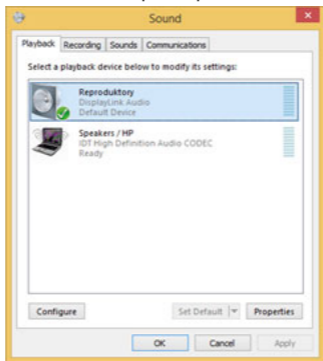 Sound
Playback Recording Sounds Communications
Select a playback device below to modify its settings:
Reproduktory
DisplayLink Audio
Default Device
Speakers / HP
IDT High Definition Audio CODEC
Ready
Configure Set Default Properties
OK Cancel Apply